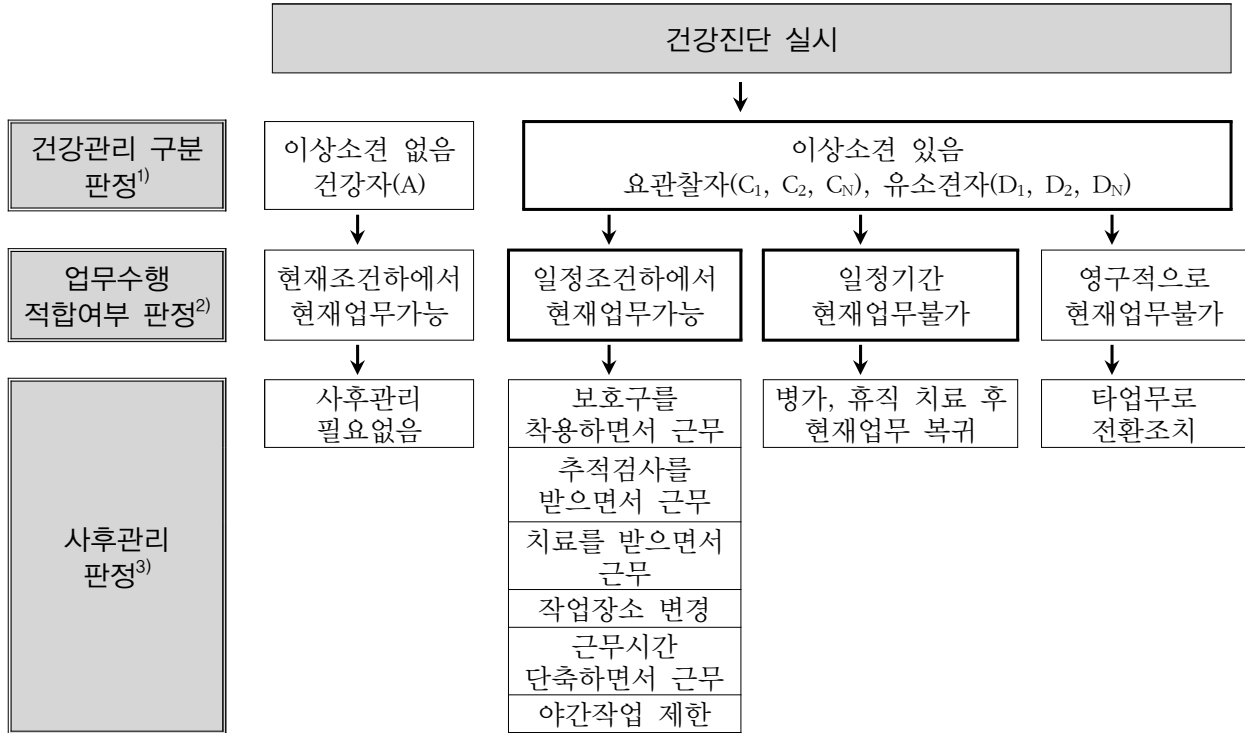 건강진단 실시
건강관리 구분
판정1)
이상소견 없음
건강자(A)
이상소견 있음
요관찰자(C1, C2, CN), 유소견자(D1, D2, DN)
업무수행
적합여부 판정2)
현재조건하에서
현재업무가능
일정조건하에서
현재업무가능
일정기간
현재업무불가
영구적으로
현재업무불가
사후관리
판정3)
사후관리
필요없음
보호구를
착용하면서 근무
추적검사를
받으면서 근무
치료를 받으면서
근무
작업장소 변경
근무시간
단축하면서 근무
야간작업 제한
병가, 휴직 치료 후
현재업무 복귀
타업무로
전환조치